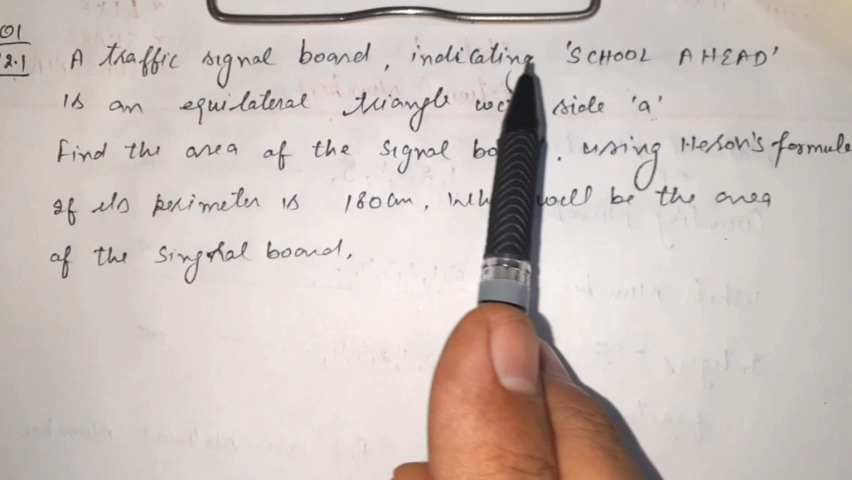 Q1
12.1
A traffic signal board, indicating 'SCHOOL AHEAD'
is an equilateral triangle side 'a'
Find the area of the signal using Heron's formula
If its perimeter is 180cm, will be the area
of the board.